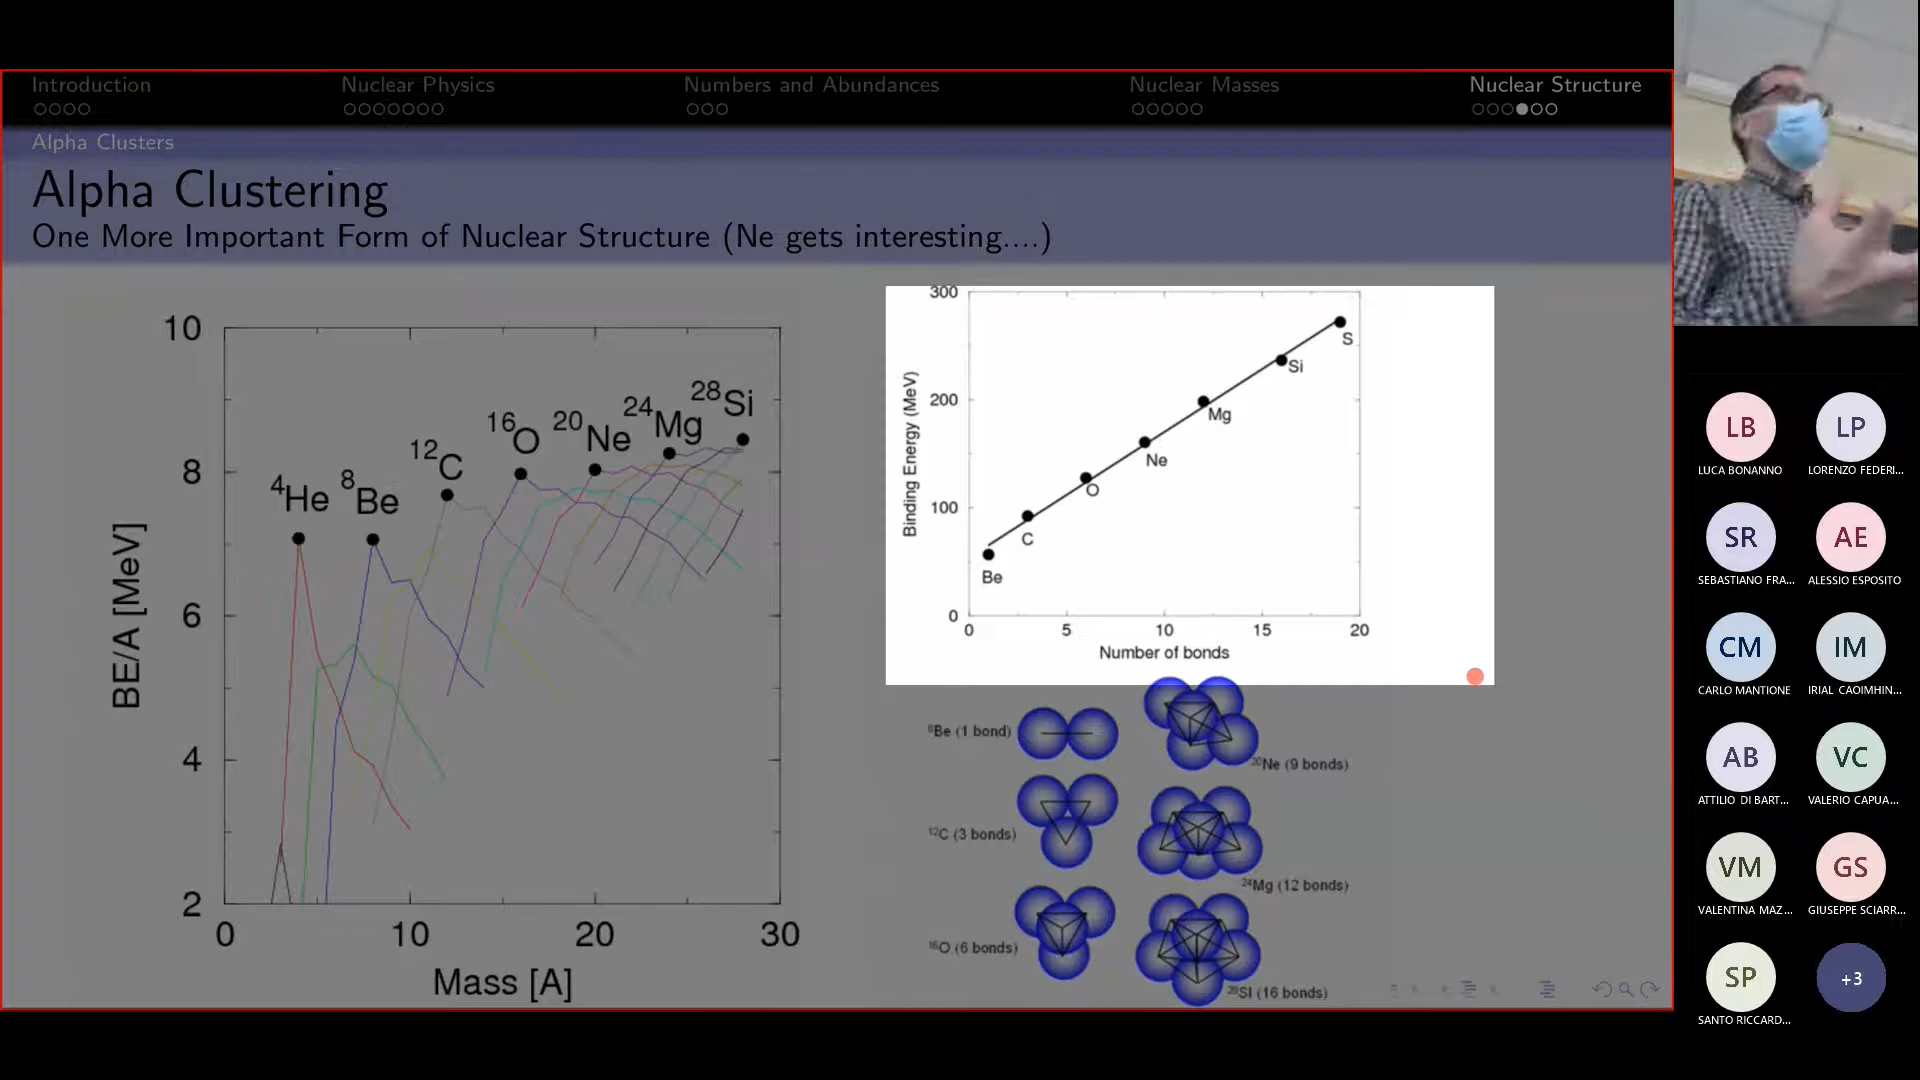 Introduction
Nuclear Physics
Numbers and Abundances
Nuclear Masses
Nuclear Structure
Alpha Clusters
Alpha Clustering
One More Important Form of Nuclear Structure (Ne gets interesting....)
10
8
6
4
2
0
10
20
30
BE/A [MeV]
Mass [A]
4He
8Be
12C
16O
20Ne
24Mg
28Si
300
200
100
0
0
5
10
15
20
Binding Energy (MeV)
Number of bonds
Be
C
O
Ne
Mg
Si
S
8Be (1 bond)
20Ne (9 bonds)
12C (3 bonds)
24Mg (12 bonds)
16O (6 bonds)
28SI (16 bonds)
LB
LUCA BONANNO
LP
LORENZO FEDERI...
SR
SEBASTIANO FRA...
AE
ALESSIO ESPOSITO
CM
CARLO MANTIONE
IM
IRIAL CAOIMHIN...
AB
ATTILIO DI BART...
VC
VALERIO CAPUA...
VM
VALENTINA MAZ...
GS
GIUSEPPE SCIARR...
SP
SANTO RICCARD...
+3